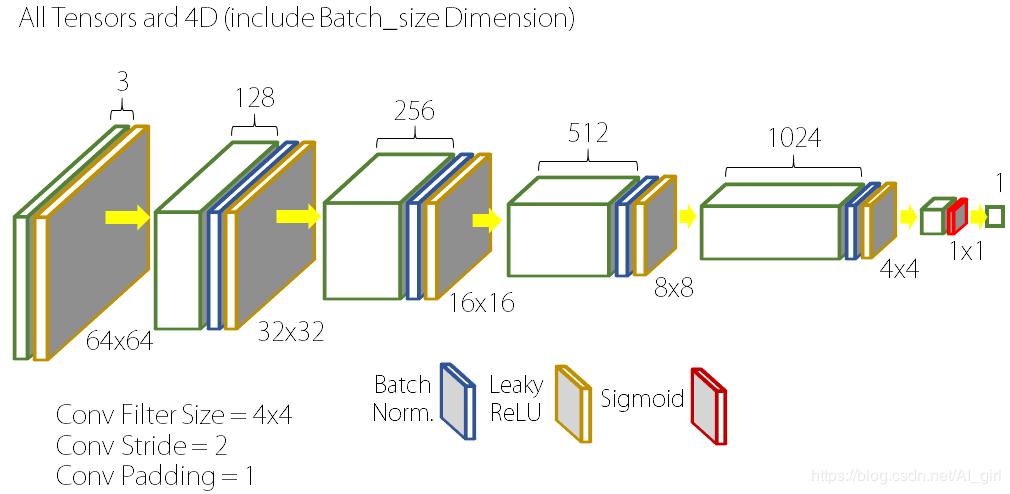 All Tensors ard 4D (include Batch_size Dimension)
3
128
256
512
1024
1
64x64
32x32
16x16
8x8
4x4
1x1
Batch
Norm.
Leaky
ReLU
Sigmoid
Conv Filter Size = 4x4
Conv Stride = 2
Conv Padding = 1
https://blog.csdn.net/AI_girl